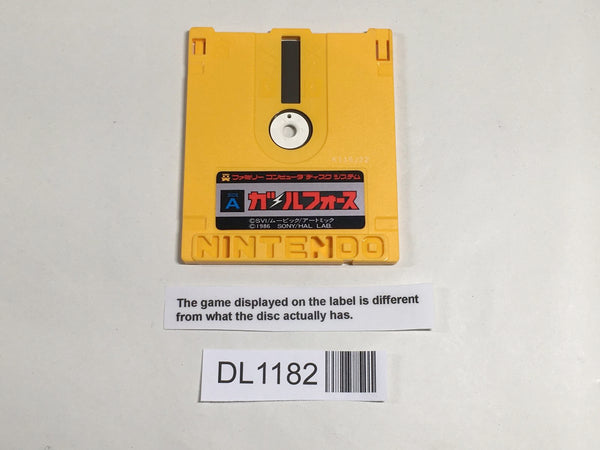 ファミリー コンピュータ ディスク システム
SIDE
A
ガールフォース
©SVI/ムービック/アートミック
©1986 SONY/HAL LAB.
NINTENDO
The game displayed on the label is different
from what the disc actually has.
DL1182